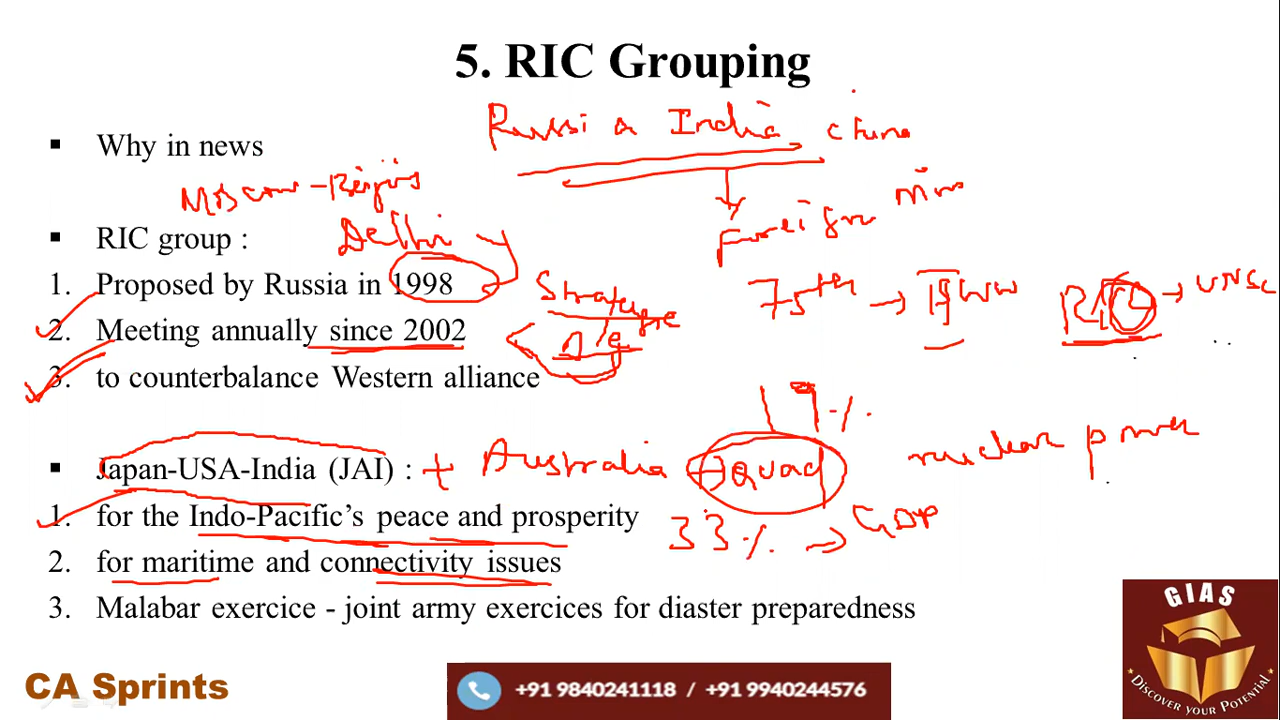 5. RIC Grouping
Russia India China
▪ Why in news
Moscow - Beijing
Foreign Min
▪ RIC group : Delhi
1. Proposed by Russia in 1998
Strategic
75th → II WW RIC → UNSC
2. Meeting annually since 2002
3. to counterbalance Western alliance
19%
▪ Japan-USA-India (JAI) : + Australia → Quad
nuclear power
1. for the Indo-Pacific's peace and prosperity
33% → GDP
2. for maritime and connectivity issues
3. Malabar exercice - joint army exercices for diaster preparedness
GIAS
DISCOVER YOUR POTENTIAL
CA Sprints
+91 9840241118 / +91 9940244576